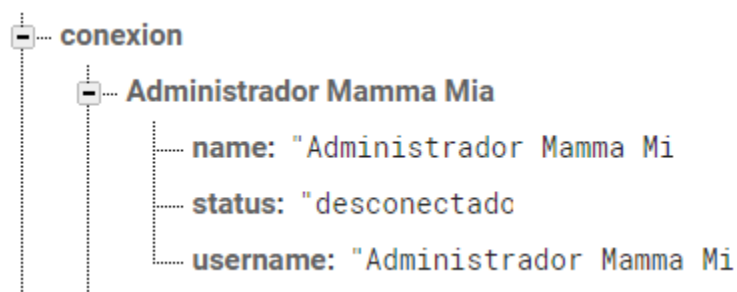 conexion
Administrador Mamma Mia
name: "Administrador Mamma Mi
status: "desconectado
username: "Administrador Mamma Mi